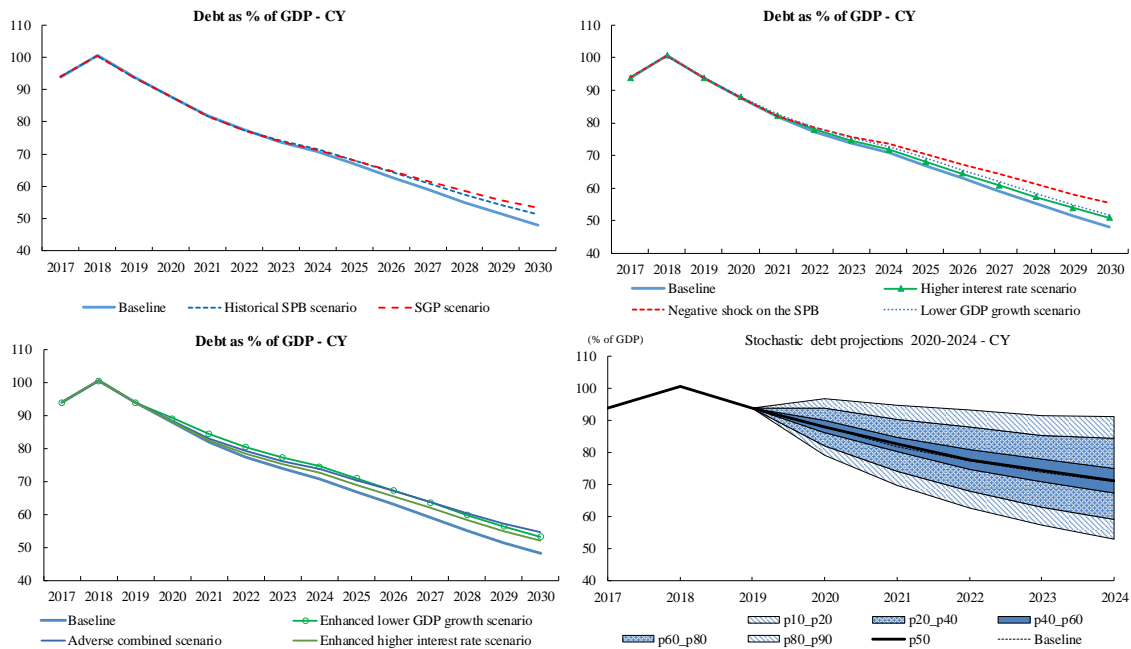 Debt as % of GDP - CY
110
100
90
80
70
60
50
40
2017 2018 2019 2020 2021 2022 2023 2024 2025 2026 2027 2028 2029 2030
Baseline Historical SPB scenario SGP scenario
Debt as % of GDP - CY
110
100
90
80
70
60
50
40
2017 2018 2019 2020 2021 2022 2023 2024 2025 2026 2027 2028 2029 2030
Baseline Higher interest rate scenario
Negative shock on the SPB Lower GDP growth scenario
Debt as % of GDP - CY
110
100
90
80
70
60
50
40
2017 2018 2019 2020 2021 2022 2023 2024 2025 2026 2027 2028 2029 2030
Baseline Enhanced lower GDP growth scenario
Adverse combined scenario Enhanced higher interest rate scenario
(% of GDP) Stochastic debt projections 2020-2024 - CY
110
100
90
80
70
60
50
40
2017 2018 2019 2020 2021 2022 2023 2024
p10_p20 p20_p40 p40_p60
p60_p80 p80_p90 p50 Baseline